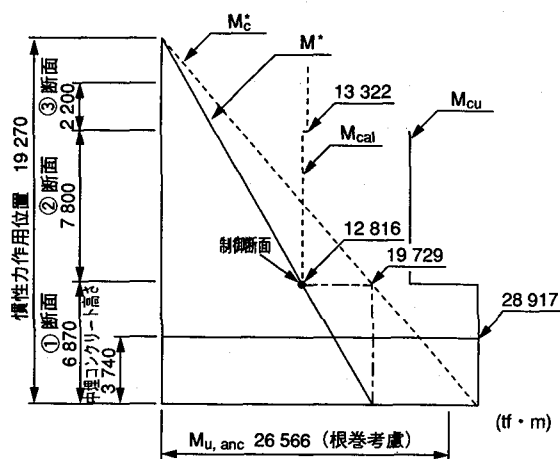 M*c
M*
13 322
Mcu
Mcal
12 816
19 729
制御断面
28 917
慣性力作用位置 19 270
③ 断面
2 200
② 断面
7 800
① 断面
6 870
中埋コンクリート高さ
3 740
(tf・m)
Mu, anc 26 566 (根巻考慮)